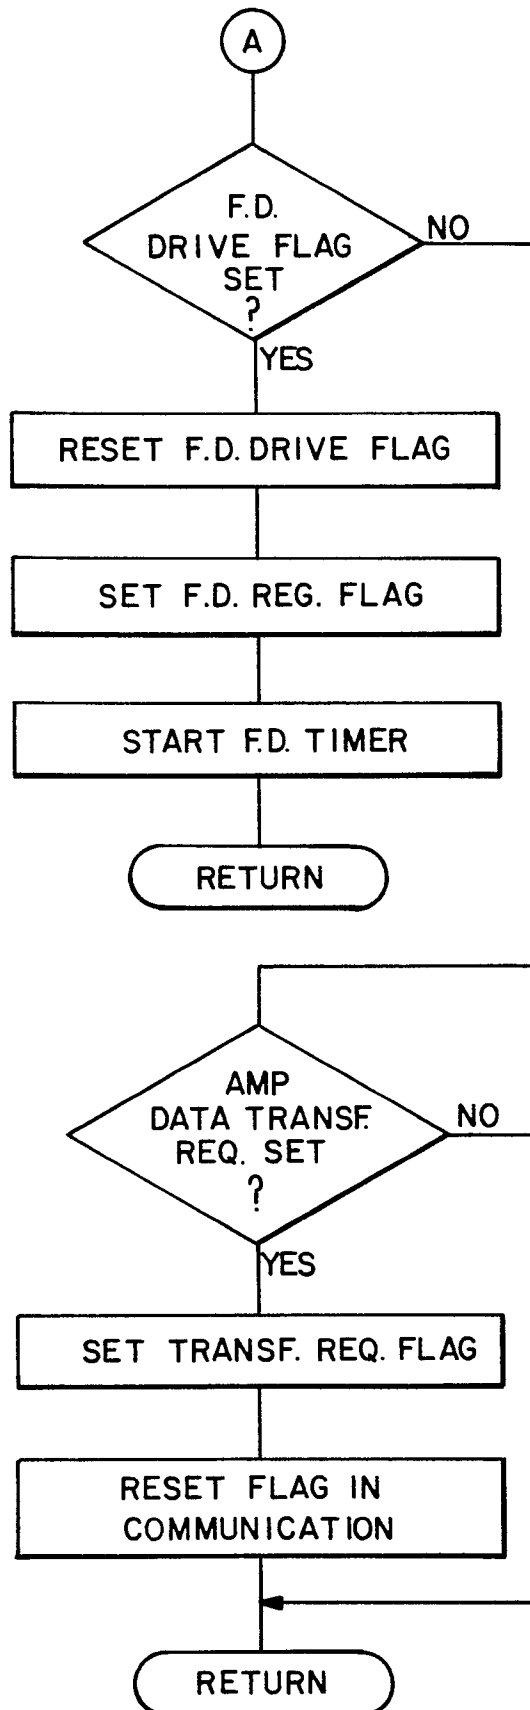 A
F.D.
DRIVE FLAG
SET
?
NO
YES
RESET F.D. DRIVE FLAG
SET F.D. REG. FLAG
START F.D. TIMER
RETURN
AMP
DATA TRANSF.
REQ. SET
?
NO
YES
SET TRANSF. REQ. FLAG
RESET FLAG IN
COMMUNICATION
RETURN